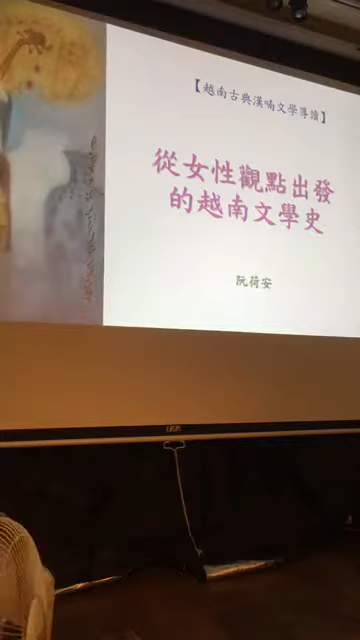 【越南古典漢喃文學導讀】
從女性觀點出發
的越南文學史
阮荷安